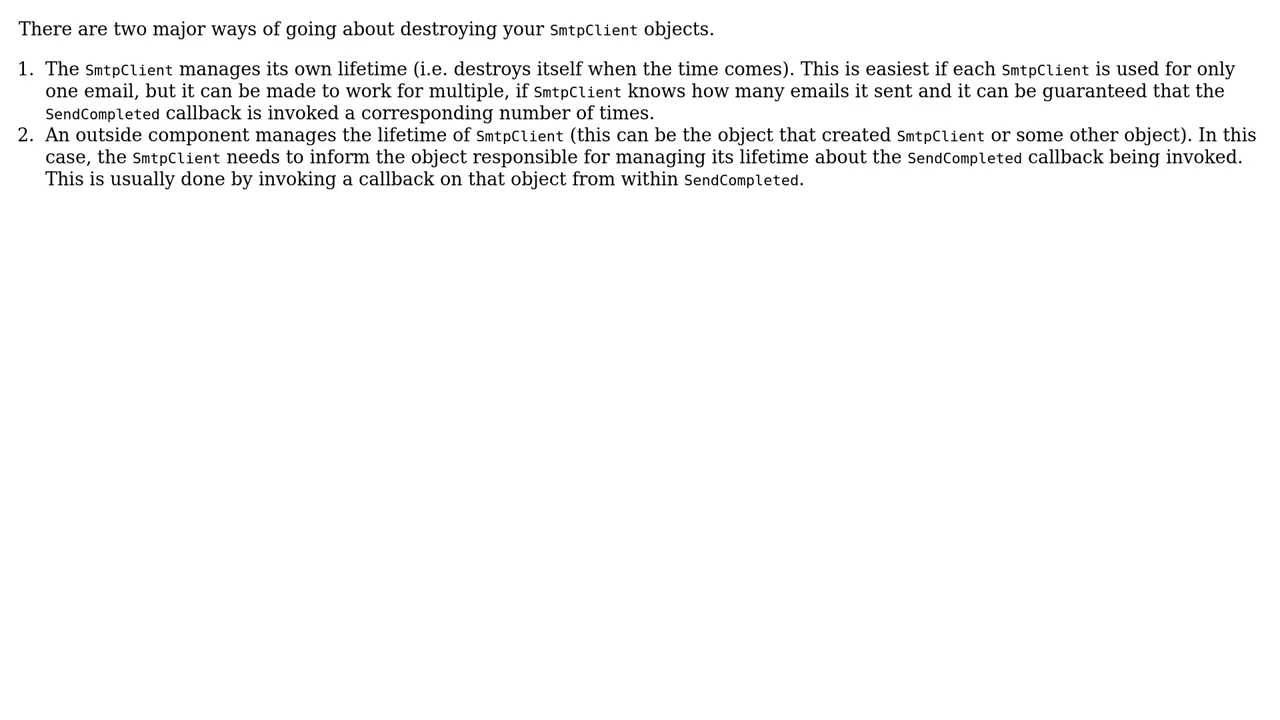 There are two major ways of going about destroying your SmtpClient objects.
1. The SmtpClient manages its own lifetime (i.e. destroys itself when the time comes). This is easiest if each SmtpClient is used for only
one email, but it can be made to work for multiple, if SmtpClient knows how many emails it sent and it can be guaranteed that the
SendCompleted callback is invoked a corresponding number of times.
2. An outside component manages the lifetime of SmtpClient (this can be the object that created SmtpClient or some other object). In this
case, the SmtpClient needs to inform the object responsible for managing its lifetime about the SendCompleted callback being invoked.
This is usually done by invoking a callback on that object from within SendCompleted.